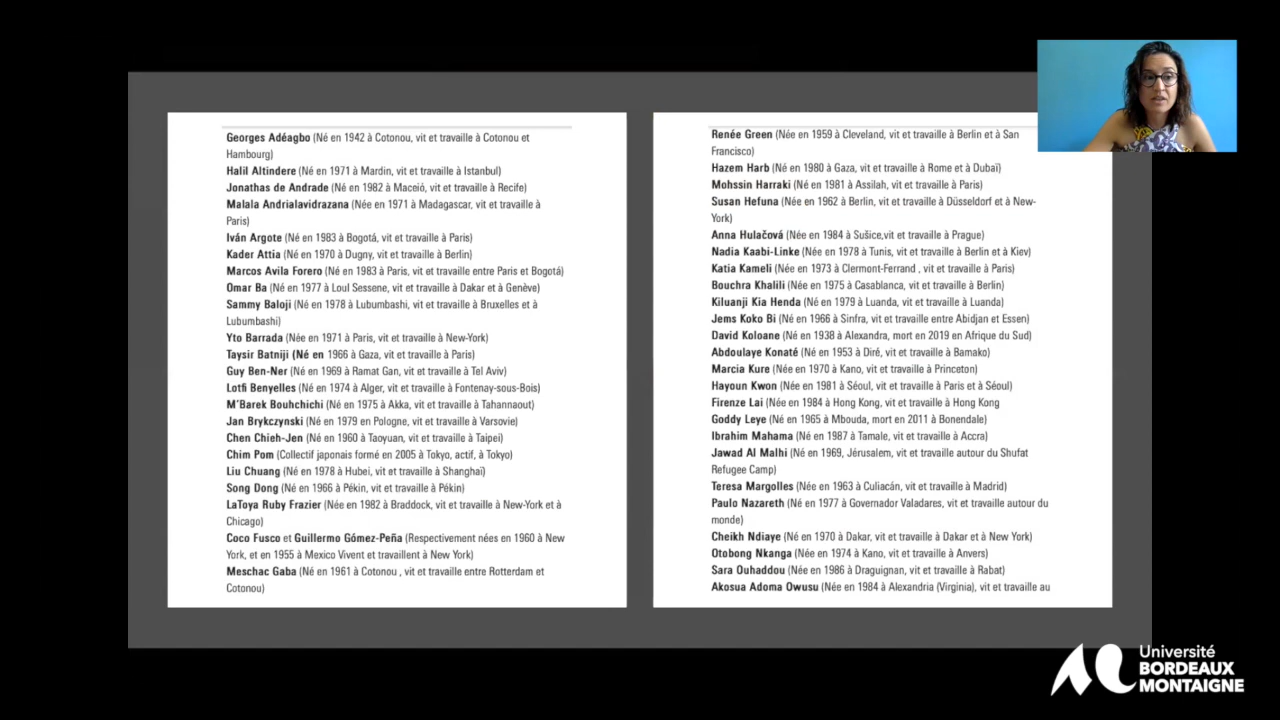 Georges Adéagbo (Né en 1942 à Cotonou, vit et travaille à Cotonou et
Hambourg)
Halil Altindere (Né en 1971 à Mardin, vit et travaille à Istanbul)
Jonathas de Andrade (Né en 1982 à Maceió, vit et travaille à Recife)
Malala Andrialavidrazana (Née en 1971 à Madagascar, vit et travaille à
Paris)
Iván Argote (Né en 1983 à Bogotá, vit et travaille à Paris)
Kader Attia (Né en 1970 à Dugny, vit et travaille à Berlin)
Marcos Avila Forero (Né en 1983 à Paris, vit et travaille entre Paris et Bogotá)
Omar Ba (Né en 1977 à Loul Sessene, vit et travaille à Dakar et à Genève)
Sammy Baloji (Né en 1978 à Lubumbashi, vit et travaille à Bruxelles et à
Lubumbashi)
Yto Barrada (Née en 1971 à Paris, vit et travaille à New-York)
Taysir Batniji (Né en 1966 à Gaza, vit et travaille à Paris)
Guy Ben-Ner (Né en 1969 à Ramat Gan, vit et travaille à Tel Aviv)
Lotfi Benyelles (Né en 1974 à Alger, vit et travaille à Fontenay-sous-Bois)
M'Barek Bouhchichi (Né en 1975 à Akka, vit et travaille à Tahannaout)
Jan Brykczynski (Né en 1979 en Pologne, vit et travaille à Varsovie)
Chen Chieh-Jen (Né en 1960 à Taoyuan, vit et travaille à Taipei)
Chim Pom (Collectif japonais formé en 2005 à Tokyo, actif, à Tokyo)
Liu Chuang (Né en 1978 à Hubei, vit et travaille à Shanghaï)
Song Dong (Né en 1966 à Pékin, vit et travaille à Pékin)
LaToya Ruby Frazier (Née en 1982 à Braddock, vit et travaille à New-York et à
Chicago)
Coco Fusco et Guillermo Gómez-Peña (Respectivement nées en 1960 à New
York, et en 1955 à Mexico Vivent et travaillent à New York)
Meschac Gaba (Né en 1961 à Cotonou , vit et travaille entre Rotterdam et
Cotonou)
Renée Green (Née en 1959 à Cleveland, vit et travaille à Berlin et à San
Francisco)
Hazem Harb (Né en 1980 à Gaza, vit et travaille à Rome et à Dubaï)
Mohssin Harraki (Né en 1981 à Assilah, vit et travaille à Paris)
Susan Hefuna (Née en 1962 à Berlin, vit et travaille à Düsseldorf et à New-
York)
Anna Hulačová (Née en 1984 à Sušice,vit et travaille à Prague)
Nadia Kaabi-Linke (Née en 1978 à Tunis, vit et travaille à Berlin et à Kiev)
Katia Kameli (Née en 1973 à Clermont-Ferrand , vit et travaille à Paris)
Bouchra Khalili (Née en 1975 à Casablanca, vit et travaille à Berlin)
Kiluanji Kia Henda (Né en 1979 à Luanda, vit et travaille à Luanda)
Jems Koko Bi (Né en 1966 à Sinfra, vit et travaille entre Abidjan et Essen)
David Koloane (Né en 1938 à Alexandra, mort en 2019 en Afrique du Sud)
Abdoulaye Konaté (Né en 1953 à Diré, vit et travaille à Bamako)
Marcia Kure (Née en 1970 à Kano, vit et travaille à Princeton)
Hayoun Kwon (Née en 1981 à Séoul, vit et travaille à Paris et à Séoul)
Firenze Lai (Née en 1984 à Hong Kong, vit et travaille à Hong Kong
Goddy Leye (Né en 1965 à Mbouda, mort en 2011 à Bonendale)
Ibrahim Mahama (Né en 1987 à Tamale, vit et travaille à Accra)
Jawad Al Malhi (Né en 1969, Jérusalem, vit et travaille autour du Shufat
Refugee Camp)
Teresa Margolles (Née en 1963 à Culiacán, vit et travaille à Madrid)
Paulo Nazareth (Né en 1977 à Governador Valadares, vit et travaille autour du
monde)
Cheikh Ndiaye (Né en 1970 à Dakar, vit et travaille à Dakar et à New York)
Otobong Nkanga (Née en 1974 à Kano, vit et travaille à Anvers)
Sara Ouhaddou (Née en 1986 à Draguignan, vit et travaille à Rabat)
Akosua Adoma Owusu (Née en 1984 à Alexandria (Virginia), vit et travaille au
Université
BORDEAUX
MONTAIGNE